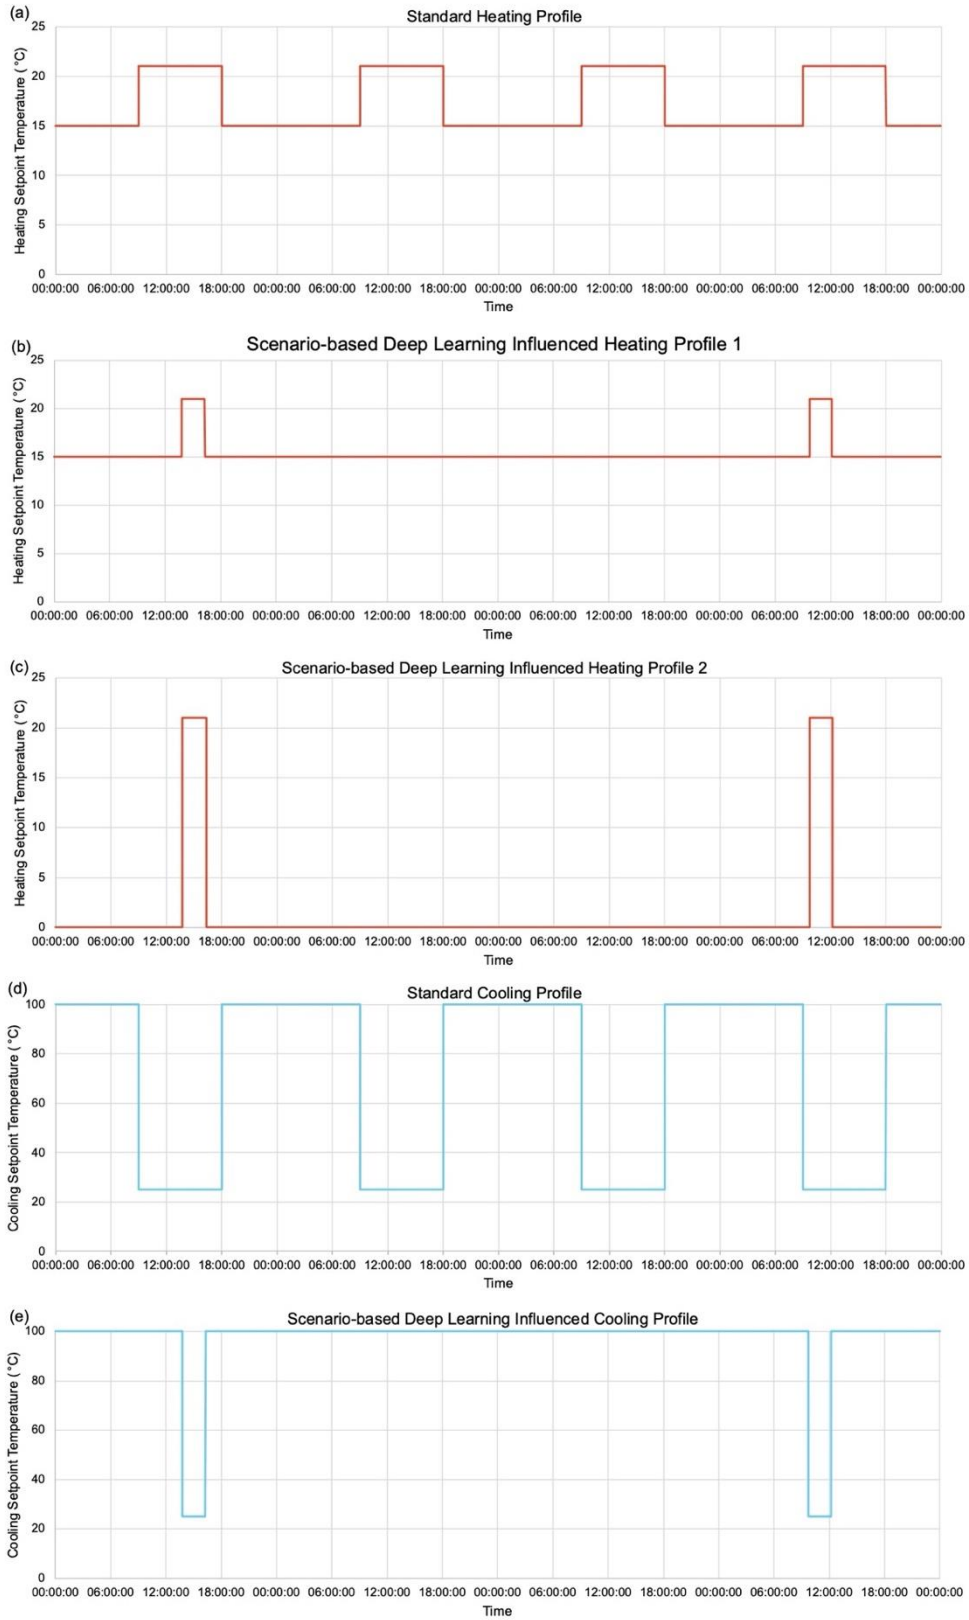 (a)
Standard Heating Profile
Heating Setpoint Temperature (°C)
25
20
15
10
5
0
00:00:00 06:00:00 12:00:00 18:00:00 00:00:00 06:00:00 12:00:00 18:00:00 00:00:00 06:00:00 12:00:00 18:00:00 00:00:00 06:00:00 12:00:00 18:00:00 00:00:00
Time
(b)
Scenario-based Deep Learning Influenced Heating Profile 1
Heating Setpoint Temperature (°C)
25
20
15
10
5
0
00:00:00 06:00:00 12:00:00 18:00:00 00:00:00 06:00:00 12:00:00 18:00:00 00:00:00 06:00:00 12:00:00 18:00:00 00:00:00 06:00:00 12:00:00 18:00:00 00:00:00
Time
(c)
Scenario-based Deep Learning Influenced Heating Profile 2
Heating Setpoint Temperature (°C)
25
20
15
10
5
0
00:00:00 06:00:00 12:00:00 18:00:00 00:00:00 06:00:00 12:00:00 18:00:00 00:00:00 06:00:00 12:00:00 18:00:00 00:00:00 06:00:00 12:00:00 18:00:00 00:00:00
Time
(d)
Standard Cooling Profile
Cooling Setpoint Temperature (°C)
100
80
60
40
20
0
00:00:00 06:00:00 12:00:00 18:00:00 00:00:00 06:00:00 12:00:00 18:00:00 00:00:00 06:00:00 12:00:00 18:00:00 00:00:00 06:00:00 12:00:00 18:00:00 00:00:00
Time
(e)
Scenario-based Deep Learning Influenced Cooling Profile
Cooling Setpoint Temperature (°C)
100
80
60
40
20
0
00:00:00 06:00:00 12:00:00 18:00:00 00:00:00 06:00:00 12:00:00 18:00:00 00:00:00 06:00:00 12:00:00 18:00:00 00:00:00 06:00:00 12:00:00 18:00:00 00:00:00
Time